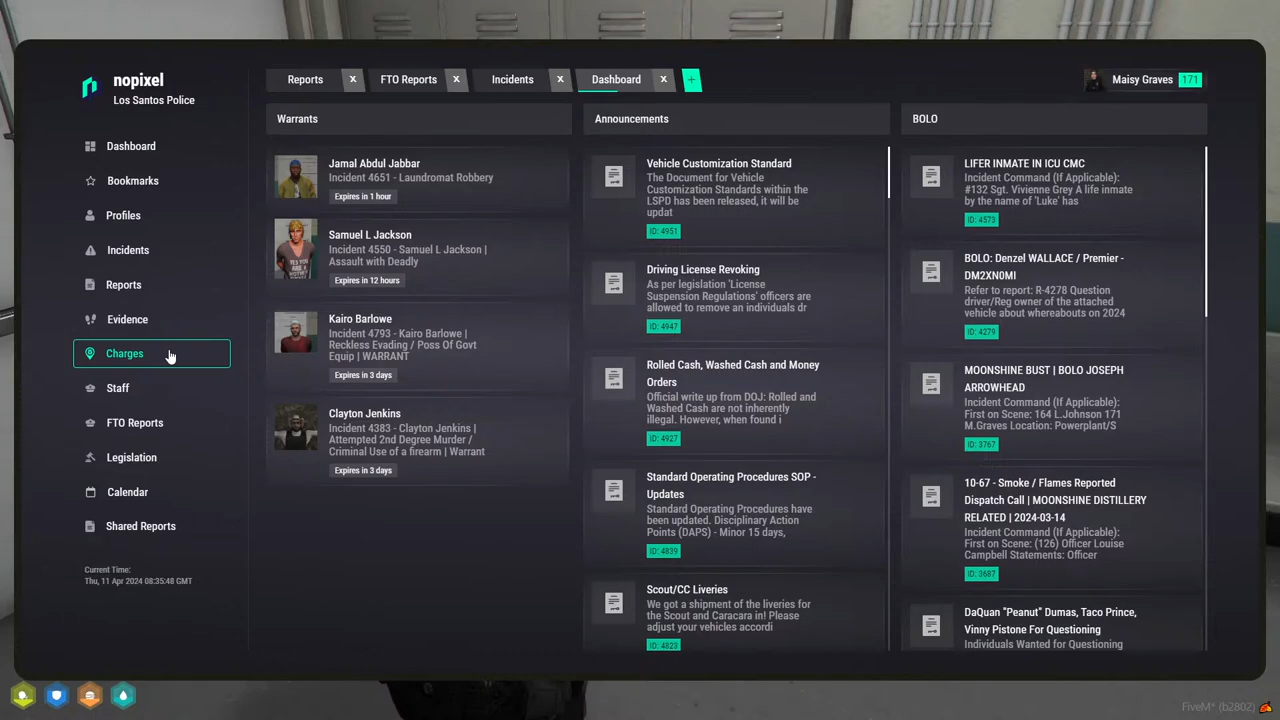 nopixel
Los Santos Police
Dashboard
Bookmarks
Profiles
Incidents
Reports
Evidence
Charges
Staff
FTO Reports
Legislation
Calendar
Shared Reports
Current Time:
Thu, 11 Apr 2024 08:35:48 GMT
Reports x FTO Reports x Incidents x Dashboard x +
Maisy Graves 171
Warrants
Jamal Abdul Jabbar
Incident 4651 - Laundromat Robbery
Expires in 1 hour
Samuel L Jackson
Incident 4550 - Samuel L Jackson |
Assault with Deadly
Expires in 12 hours
Kairo Barlowe
Incident 4793 - Kairo Barlowe |
Reckless Evading / Poss Of Govt
Equip | WARRANT
Expires in 3 days
Clayton Jenkins
Incident 4383 - Clayton Jenkins |
Attempted 2nd Degree Murder /
Criminal Use of a firearm | Warrant
Expires in 3 days
Announcements
Vehicle Customization Standard
The Document for Vehicle
Customization Standards within the
LSPD has been released, it will be
updat
ID: 4951
Driving License Revoking
As per legislation 'License
Suspension Regulations' officers are
allowed to remove an individuals dr
ID: 4947
Rolled Cash, Washed Cash and Money
Orders
Official write up from DOJ: Rolled and
Washed Cash are not inherently
illegal. However, when found i
ID: 4927
Standard Operating Procedures SOP -
Updates
Standard Operating Procedures have
been updated. Disciplinary Action
Points (DAPS) - Minor 15 days,
ID: 4839
Scout/CC Liveries
We got a shipment of the liveries for
the Scout and Caracara in! Please
adjust your vehicles accordi
ID: 4823
BOLO
LIFER INMATE IN ICU CMC
Incident Command (If Applicable):
#132 Sgt. Vivienne Grey A life inmate
by the name of 'Luke' has
ID: 4573
BOLO: Denzel WALLACE / Premier -
DM2XN0MI
Refer to report: R-4278 Question
driver/Reg owner of the attached
vehicle about whereabouts on 2024
ID: 4279
MOONSHINE BUST | BOLO JOSEPH
ARROWHEAD
Incident Command (If Applicable):
First on Scene: 164 L.Johnson 171
M.Graves Location: Powerplant/S
ID: 3767
10-67 - Smoke / Flames Reported
Dispatch Call | MOONSHINE DISTILLERY
RELATED | 2024-03-14
Incident Command (If Applicable):
First on Scene: (126) Officer Louise
Campbell Statements: Officer
ID: 3687
DaQuan "Peanut" Dumas, Taco Prince,
Vinny Pistone For Questioning
Individuals Wanted for Questioning
FiveM* (b2802)